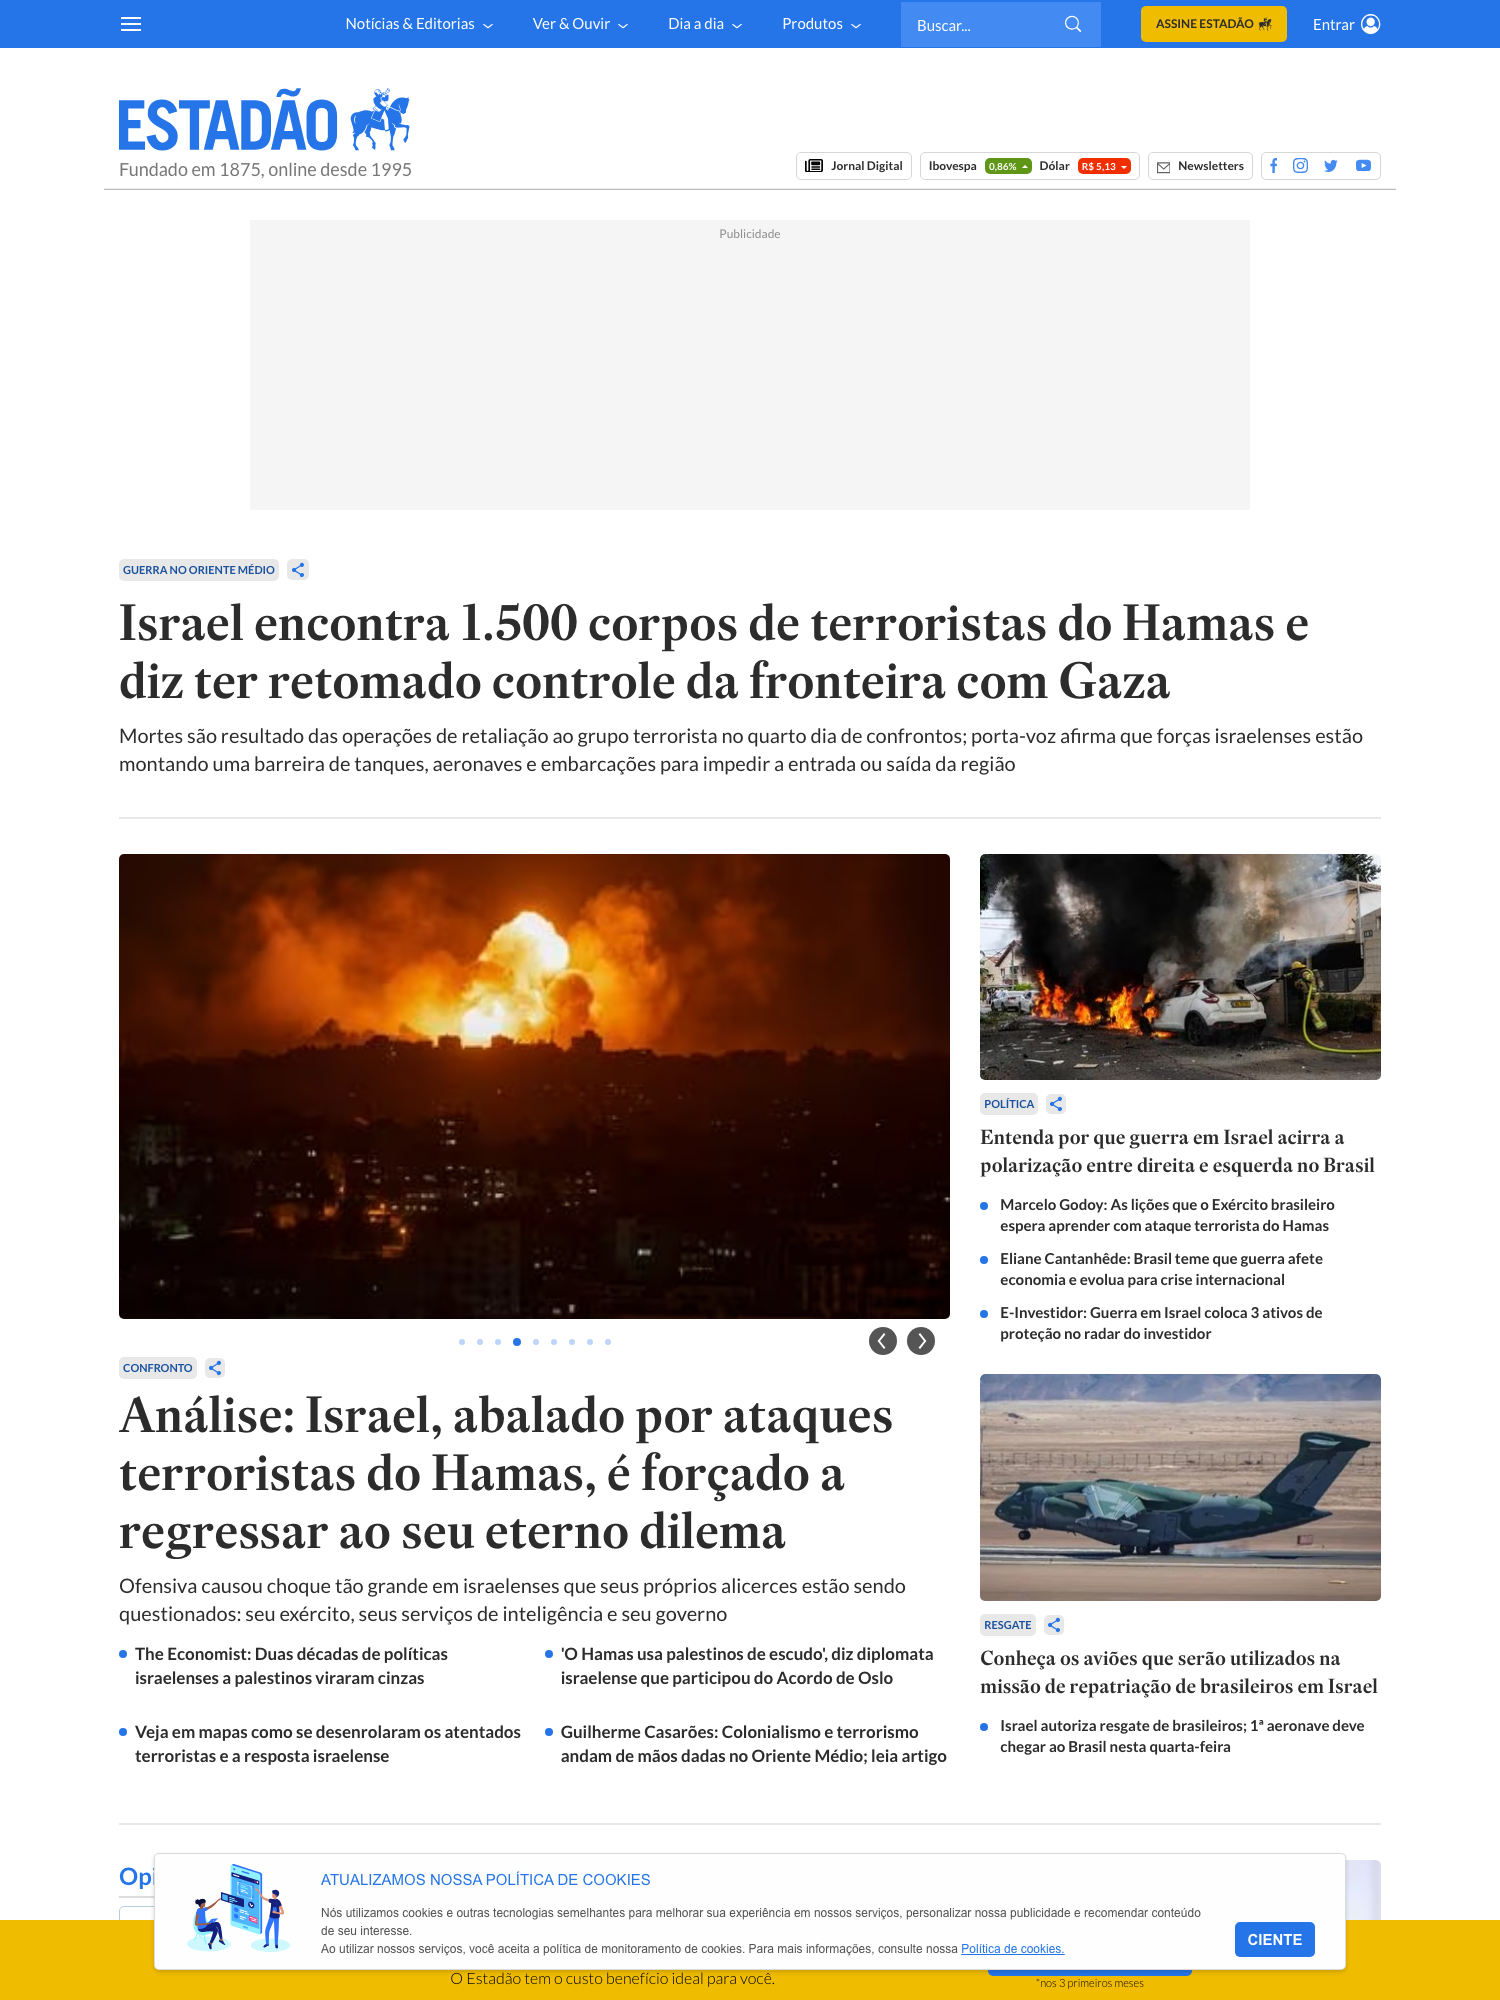 Notícias & Editorias
Ver & Ouvir
Dia a dia
Produtos
Buscar...
ASSINE ESTADÃO
Entrar
ESTADÃO
Fundado em 1875, online desde 1995
Jornal Digital
Ibovespa 0,86% Dólar R$ 5,13
Newsletters
Publicidade
GUERRA NO ORIENTE MÉDIO
Israel encontra 1.500 corpos de terroristas do Hamas e
diz ter retomado controle da fronteira com Gaza
Mortes são resultado das operações de retaliação ao grupo terrorista no quarto dia de confrontos; porta-voz afirma que forças israelenses estão
montando uma barreira de tanques, aeronaves e embarcações para impedir a entrada ou saída da região
CONFRONTO
Análise: Israel, abalado por ataques
terroristas do Hamas, é forçado a
regressar ao seu eterno dilema
Ofensiva causou choque tão grande em israelenses que seus próprios alicerces estão sendo
questionados: seu exército, seus serviços de inteligência e seu governo
The Economist: Duas décadas de políticas
israelenses a palestinos viraram cinzas
'O Hamas usa palestinos de escudo', diz diplomata
israelense que participou do Acordo de Oslo
Veja em mapas como se desenrolaram os atentados
terroristas e a resposta israelense
Guilherme Casarões: Colonialismo e terrorismo
andam de mãos dadas no Oriente Médio; leia artigo
POLÍTICA
Entenda por que guerra em Israel acirra a
polarização entre direita e esquerda no Brasil
Marcelo Godoy: As lições que o Exército brasileiro
espera aprender com ataque terrorista do Hamas
Eliane Cantanhêde: Brasil teme que guerra afete
economia e evolua para crise internacional
E-Investidor: Guerra em Israel coloca 3 ativos de
proteção no radar do investidor
RESGATE
Conheça os aviões que serão utilizados na
missão de repatriação de brasileiros em Israel
Israel autoriza resgate de brasileiros; 1ª aeronave deve
chegar ao Brasil nesta quarta-feira
ATUALIZAMOS NOSSA POLÍTICA DE COOKIES
Nós utilizamos cookies e outras tecnologias semelhantes para melhorar sua experiência em nossos serviços, personalizar nossa publicidade e recomendar conteúdo
de seu interesse.
Ao utilizar nossos serviços, você aceita a política de monitoramento de cookies. Para mais informações, consulte nossa Política de cookies.
CIENTE
O Estadão tem o custo benefício ideal para você.
*nos 3 primeiros meses